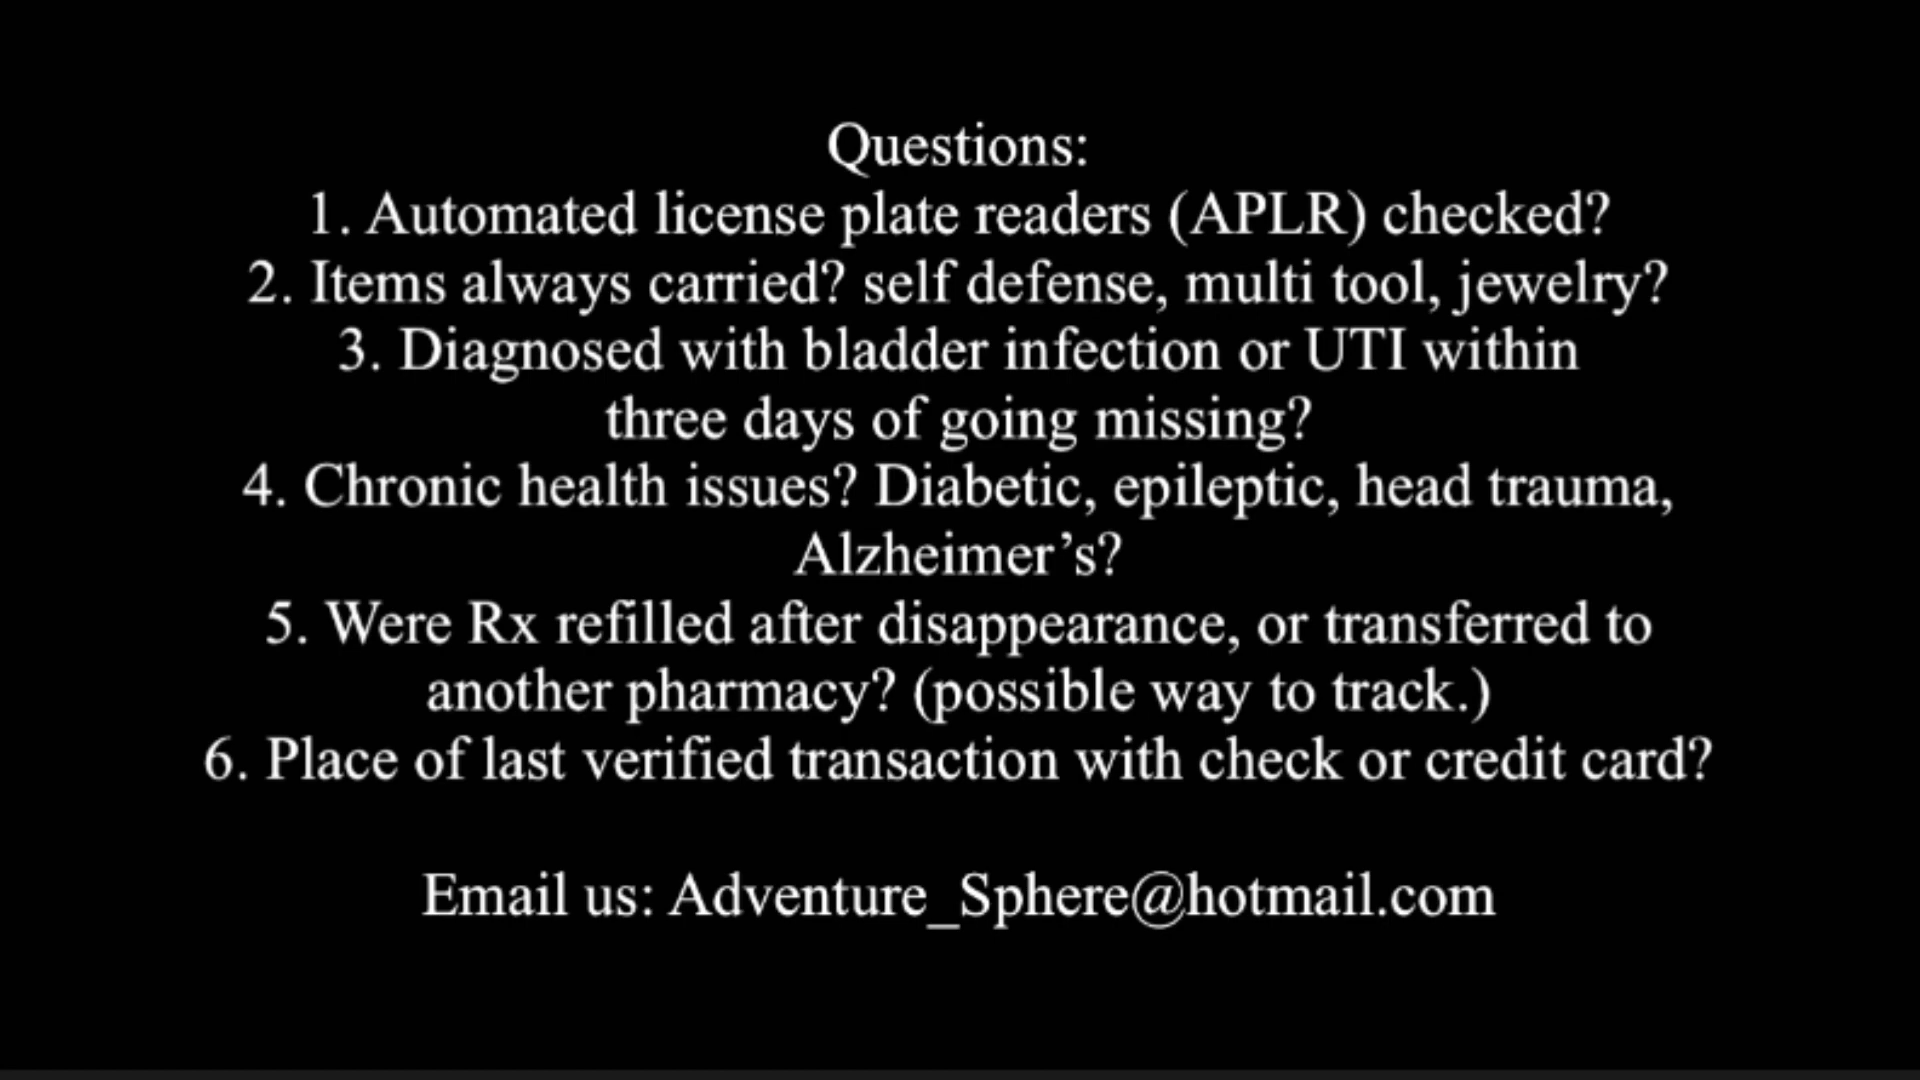 Questions:
1. Automated license plate readers (APLR) checked?
2. Items always carried? self defense, multi tool, jewelry?
3. Diagnosed with bladder infection or UTI within
three days of going missing?
4. Chronic health issues? Diabetic, epileptic, head trauma,
Alzheimer’s?
5. Were Rx refilled after disappearance, or transferred to
another pharmacy? (possible way to track.)
6. Place of last verified transaction with check or credit card?
Email us: Adventure_Sphere@hotmail.com